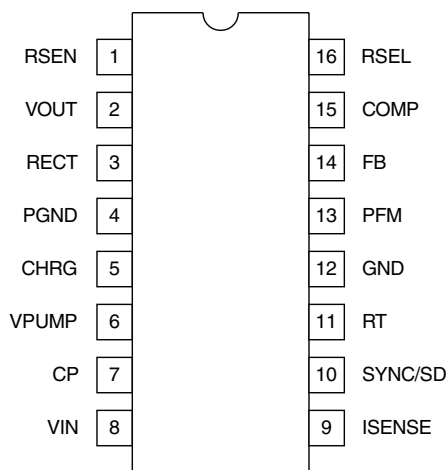 RSEN 1 16 RSEL
VOUT 2 15 COMP
RECT 3 14 FB
PGND 4 13 PFM
CHRG 5 12 GND
VPUMP 6 11 RT
CP 7 10 SYNC/SD
VIN 8 9 ISENSE